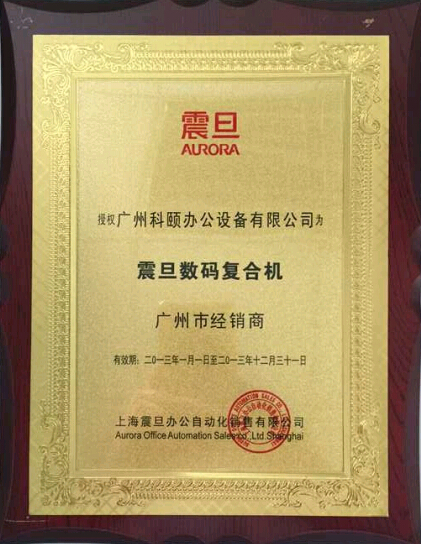 震旦
AURORA
授权广州科颐办公设备有限公司为
震旦数码复合机
广州市经销商
有效期：二〇一三年一月一日至二〇一三年十二月三十一日
上海震旦办公自动化销售有限公司
Aurora Office Automation Sales Co. Ltd. Shanghai